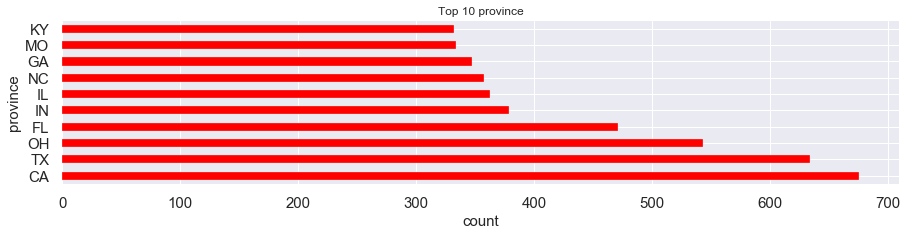 Top 10 province
province
KY
MO
GA
NC
IL
IN
FL
OH
TX
CA
0 100 200 300 400 500 600 700
count